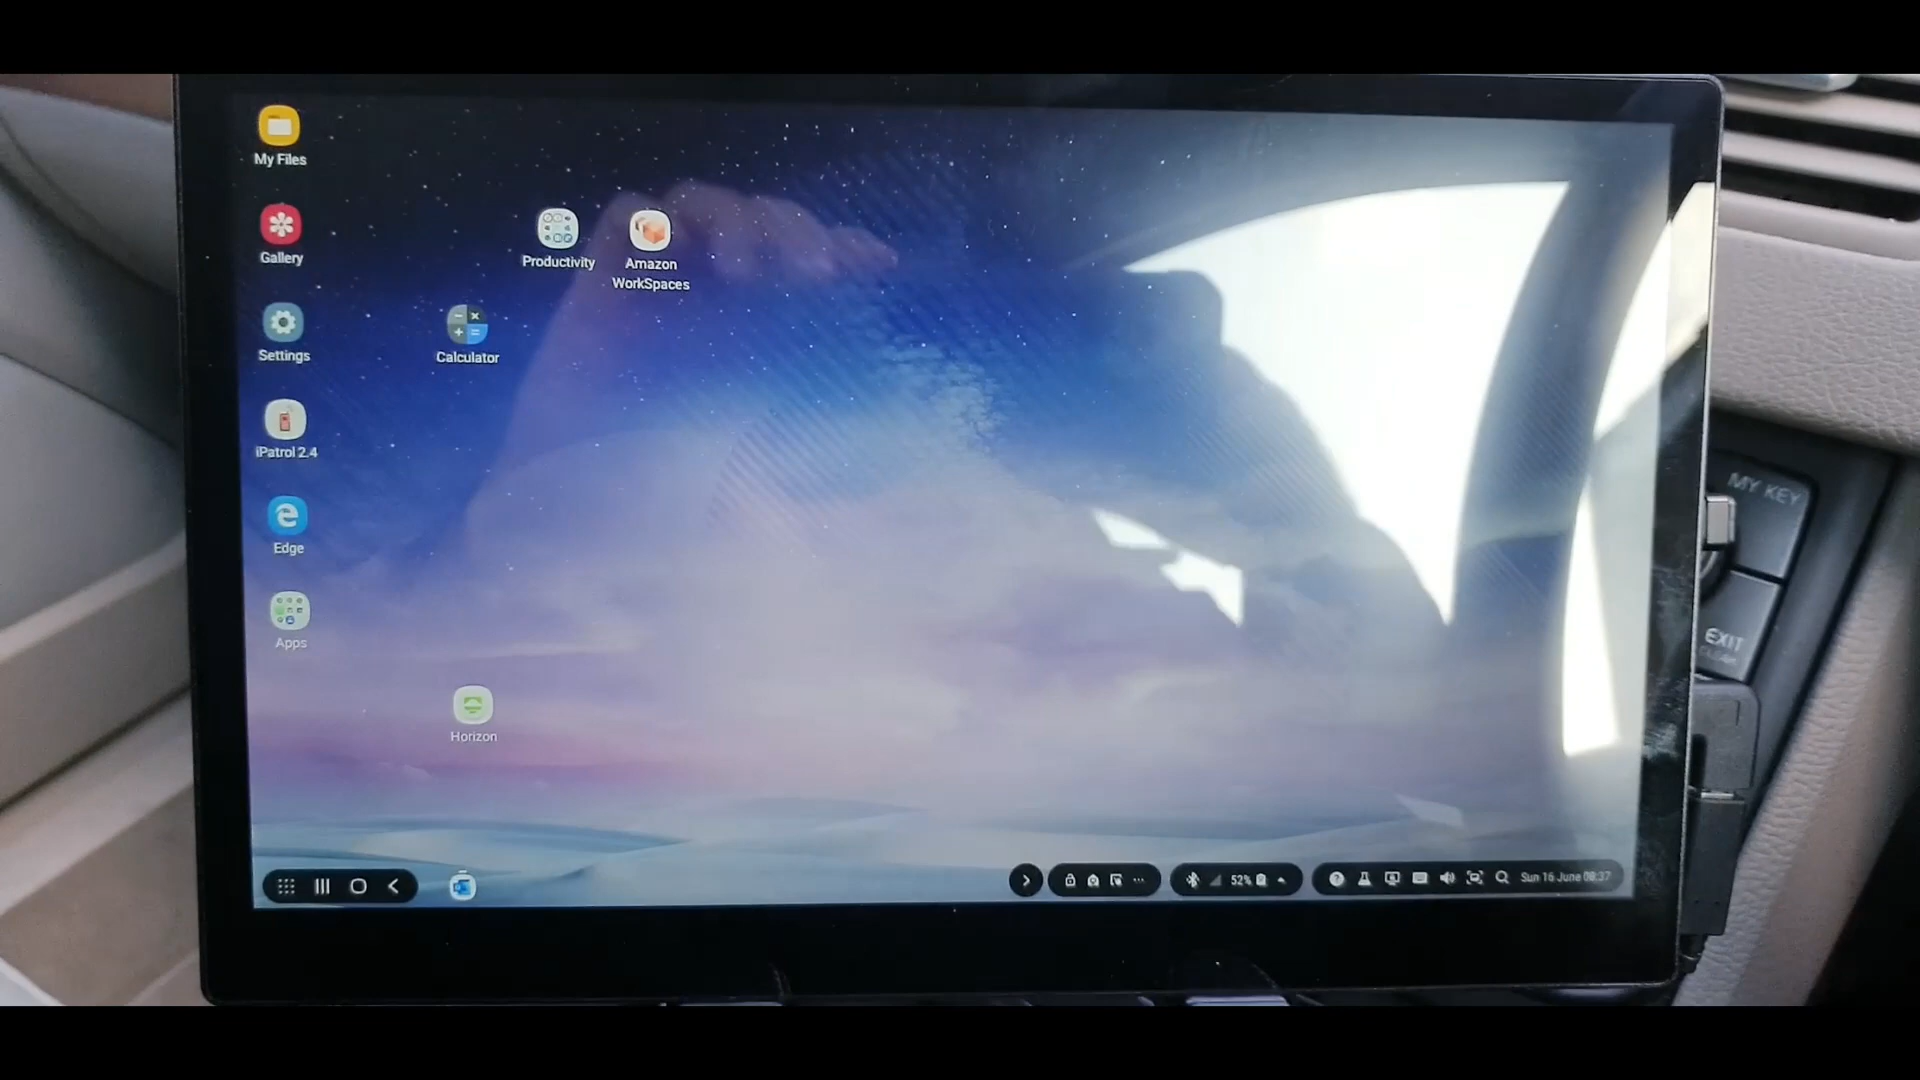 My Files
Gallery
Productivity
Amazon
WorkSpaces
Settings
Calculator
iPatrol 2.4
Edge
Apps
Horizon
52%
Sun 16 June 08:37
MY KEY
EXIT